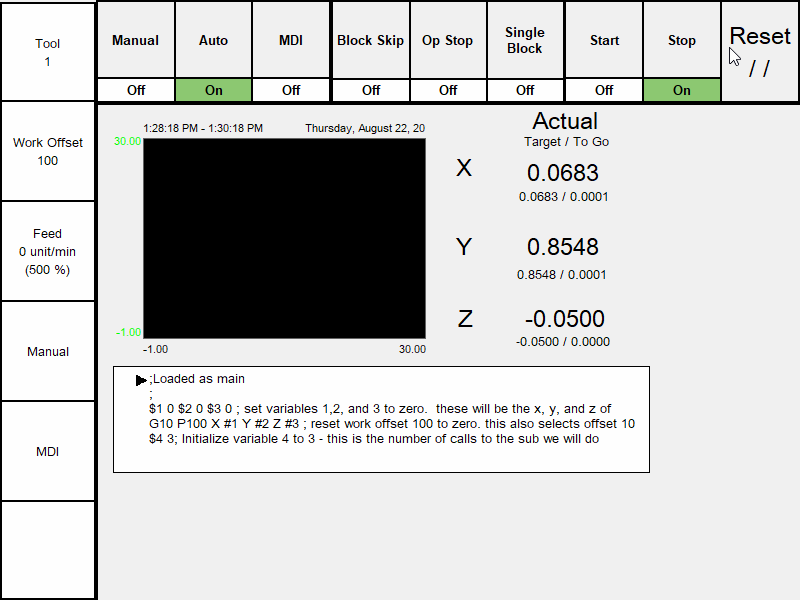 Tool
1
Manual
Off
Auto
On
MDI
Off
Block Skip
Off
Op Stop
Off
Single
Block
Off
Start
Off
Stop
On
Reset
/ /
Work Offset
100
Feed
0 unit/min
(500 %)
Manual
MDI
1:28:18 PM - 1:30:18 PM
Thursday, August 22, 20
30.00
-1.00
-1.00
30.00
Actual
Target / To Go
X
0.0683
0.0683 / 0.0001
Y
0.8548
0.8548 / 0.0001
Z
-0.0500
-0.0500 / 0.0000
;Loaded as main
;
$1 0 $2 0 $3 0 ; set variables 1,2, and 3 to zero.  these will be the x, y, and z of
G10 P100 X #1 Y #2 Z #3 ; reset work offset 100 to zero. this also selects offset 10
$4 3; Initialize variable 4 to 3 - this is the number of calls to the sub we will do